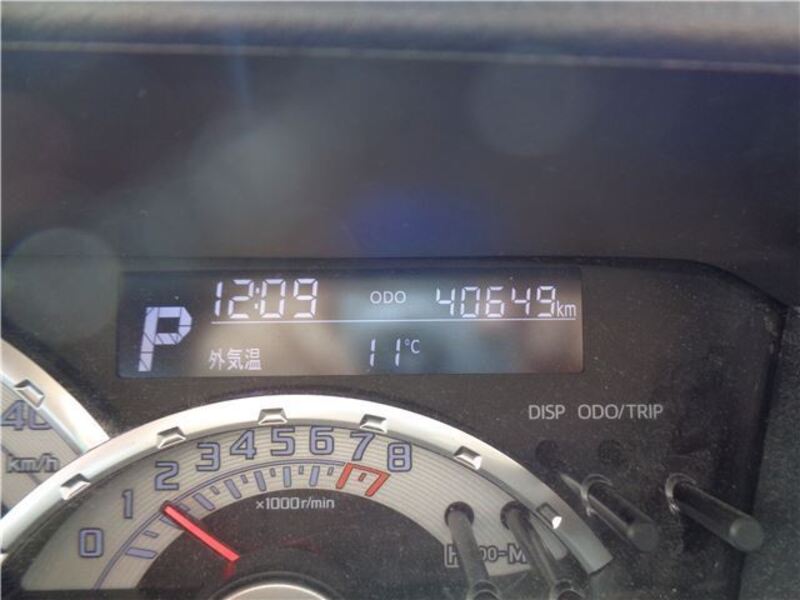 12:09 ODO 40649km
P
外気温 11℃
DISP ODO/TRIP
40
km/h
0 1 2 3 4 5 6 7 8
×1000r/min